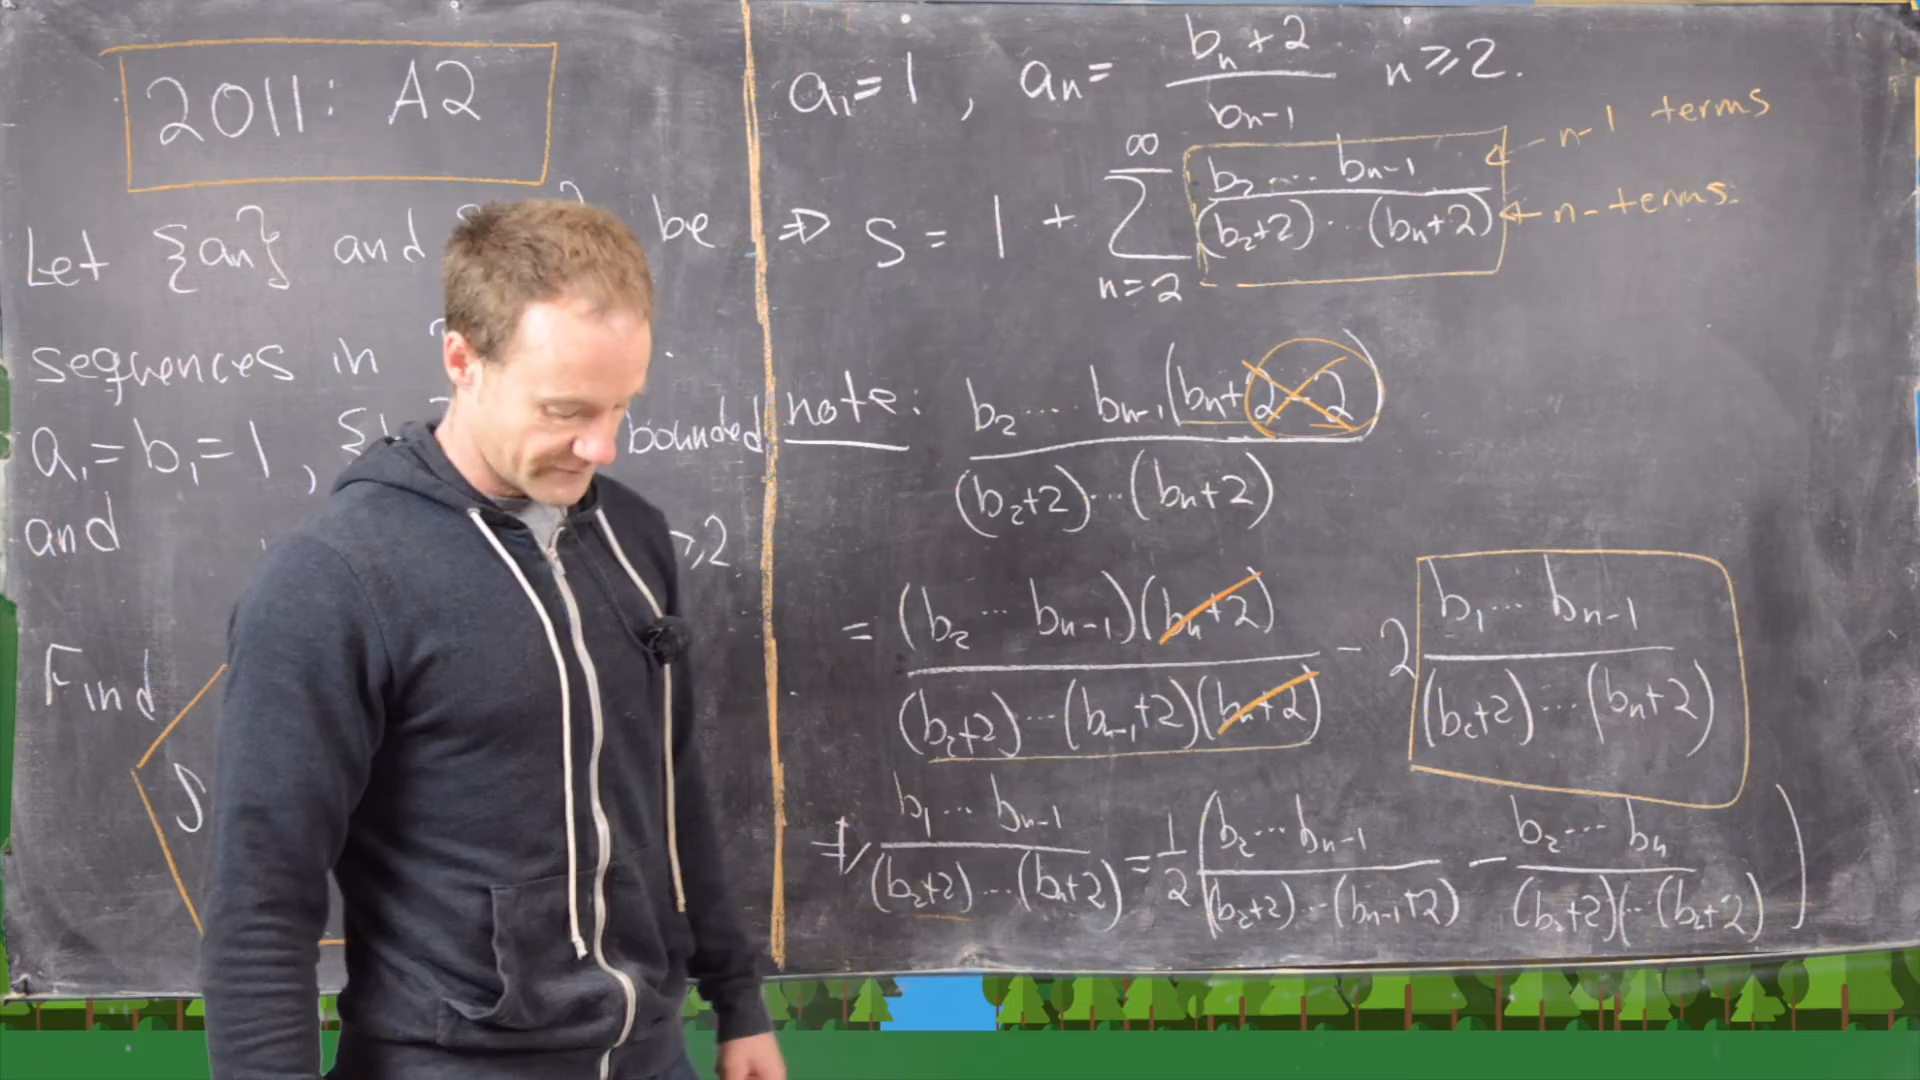 2011: A2
Let {an} and be
sequences in
a₁=b₁=1, {b bounded
and ≥2.
Find
S
a₁=1, an= (bn+2)/bn-1 n≥2.
⇒ S = 1 + ∑_{n=2}^{∞} (b₂....bn-1)/((b₂+2)...(bn+2))
← n-1 terms
← n-terms.
note: (b₂....bn-1(bn+2-2))/((b₂+2)...(bn+2))
= ((b₂...bn-1)(bn+2))/((b₂+2)...(bn-1+2)(bn+2)) - 2 (b₁...bn-1)/((b₂+2)...(bn+2))
(b₁...bn-1)/((b₂+2)...(bn+2)) = 1/2 ((b₂...bn-1)/((b₂+2)...(bn-1+2)) - (b₂...bn)/((b₂+2)(...(b₂+2)))